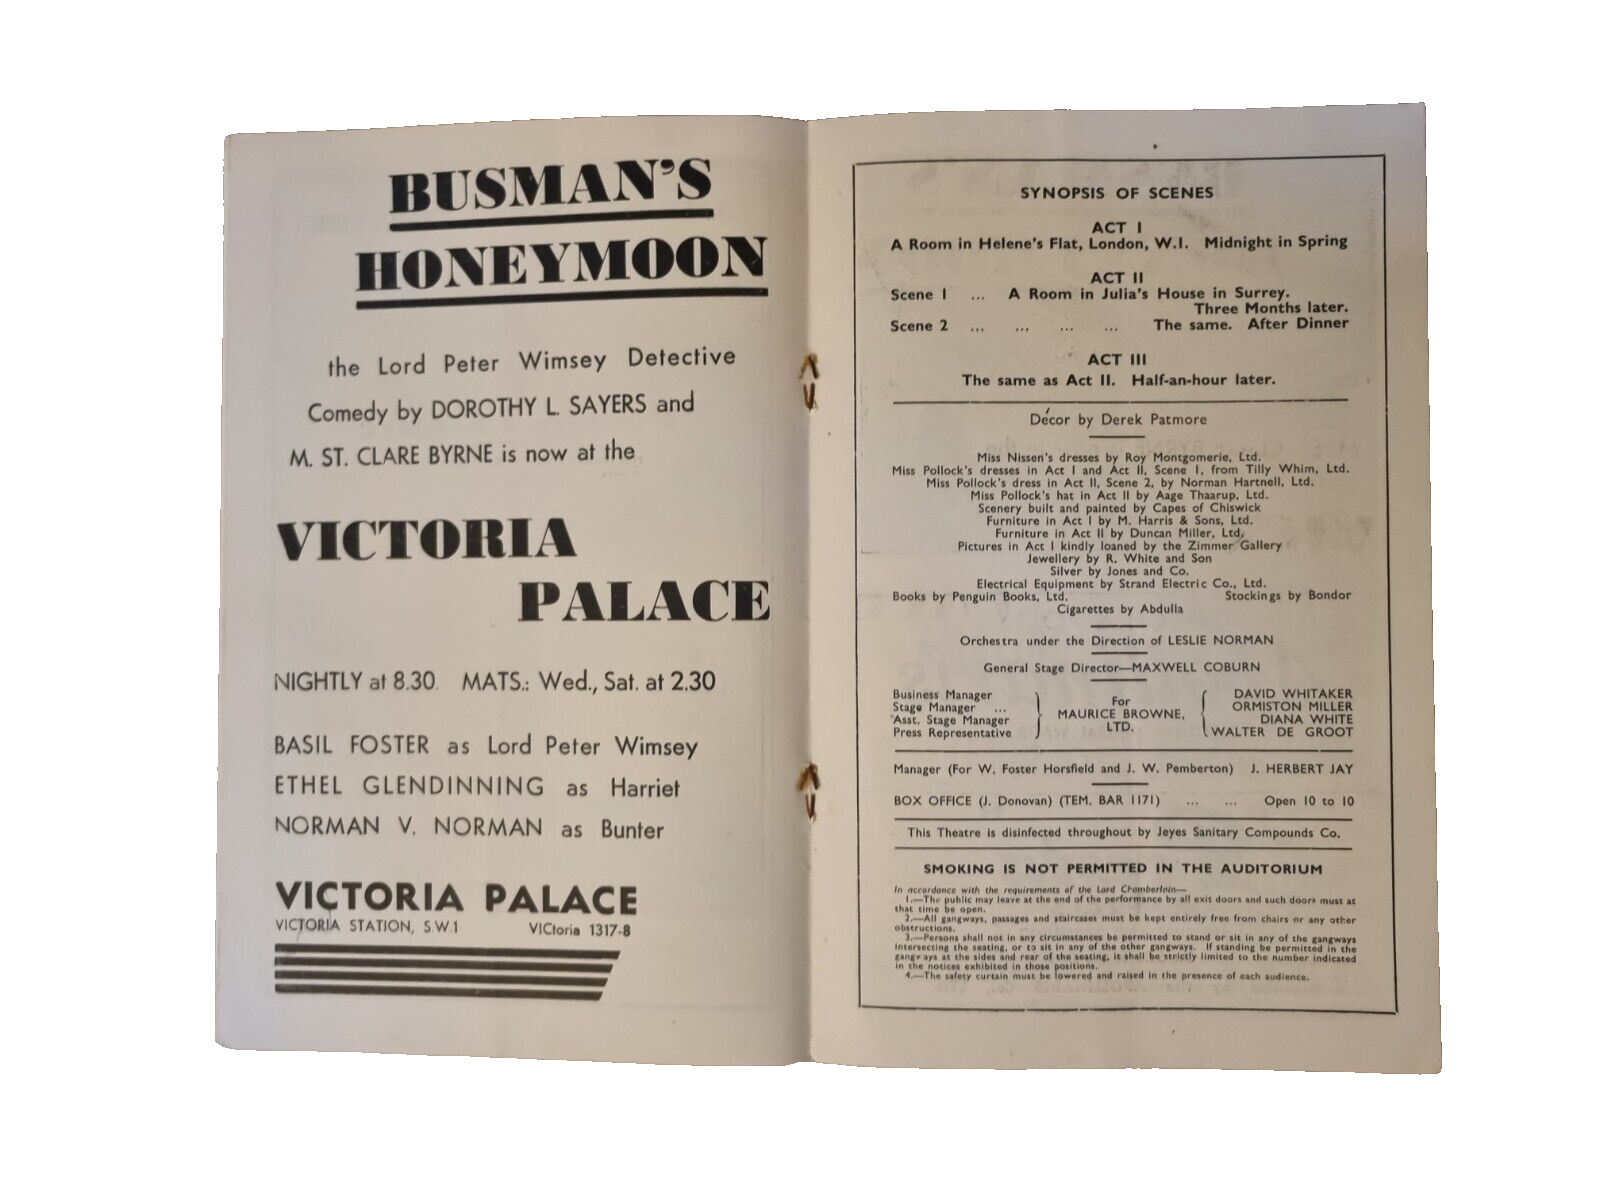 BUSMAN'S
HONEYMOON
the Lord Peter Wimsey Detective
Comedy by DOROTHY L. SAYERS and
M. ST. CLARE BYRNE is now at the
VICTORIA
PALACE
NIGHTLY at 8.30. MATS.: Wed., Sat. at 2.30
BASIL FOSTER as Lord Peter Wimsey
ETHEL GLENDINNING as Harriet
NORMAN V. NORMAN as Bunter
VICTORIA PALACE
VICTORIA STATION, S.W.1 VICtoria 1317-8
SYNOPSIS OF SCENES
ACT I
A Room in Helene's Flat, London, W.1. Midnight in Spring
ACT II
Scene 1 ... A Room in Julia's House in Surrey.
Three Months later.
Scene 2 ... ... ... ... The same. After Dinner
ACT III
The same as Act II. Half-an-hour later.
Décor by Derek Patmore
Miss Nissen's dresses by Roy Montgomerie, Ltd.
Miss Pollock's dresses in Act I and Act II, Scene 1, from Tilly Whim, Ltd.
Miss Pollock's dress in Act II, Scene 2, by Norman Hartnell, Ltd.
Miss Pollock's hat in Act II by Aage Thaarup, Ltd.
Scenery built and painted by Capes of Chiswick
Furniture in Act I by M. Harris & Sons, Ltd.
Furniture in Act II by Duncan Miller, Ltd.
Pictures in Act I kindly loaned by the Zimmer Gallery
Jewellery by R. White and Son
Silver by Jones and Co.
Electrical Equipment by Strand Electric Co., Ltd.
Books by Penguin Books, Ltd. Stockings by Bondor
Cigarettes by Abdulla
Orchestra under the Direction of LESLIE NORMAN
General Stage Director—MAXWELL COBURN
Business Manager DAVID WHITAKER
Stage Manager ... For ORMISTON MILLER
Asst. Stage Manager MAURICE BROWNE, DIANA WHITE
Press Representative LTD. WALTER DE GROOT
Manager (For W. Foster Horsfield and J. W. Pemberton) J. HERBERT JAY
BOX OFFICE (J. Donovan) (TEM. BAR 1171) ... ... Open 10 to 10
This Theatre is disinfected throughout by Jeyes Sanitary Compounds Co.
SMOKING IS NOT PERMITTED IN THE AUDITORIUM
In accordance with the requirements of the Lord Chamberlain—
1.—The public may leave at the end of the performance by all exit doors and such doors must at
that time be open.
2.—All gangways, passages and staircases must be kept entirely free from chairs or any other
obstructions.
3.—Persons shall not in any circumstances be permitted to stand or sit in any of the gangways
intersecting the seating, or to sit in any of the other gangways. If standing be permitted in the
gangways at the sides and rear of the seating, it shall be strictly limited to the number indicated
in the notices exhibited in those positions.
4.—The safety curtain must be lowered and raised in the presence of each audience.